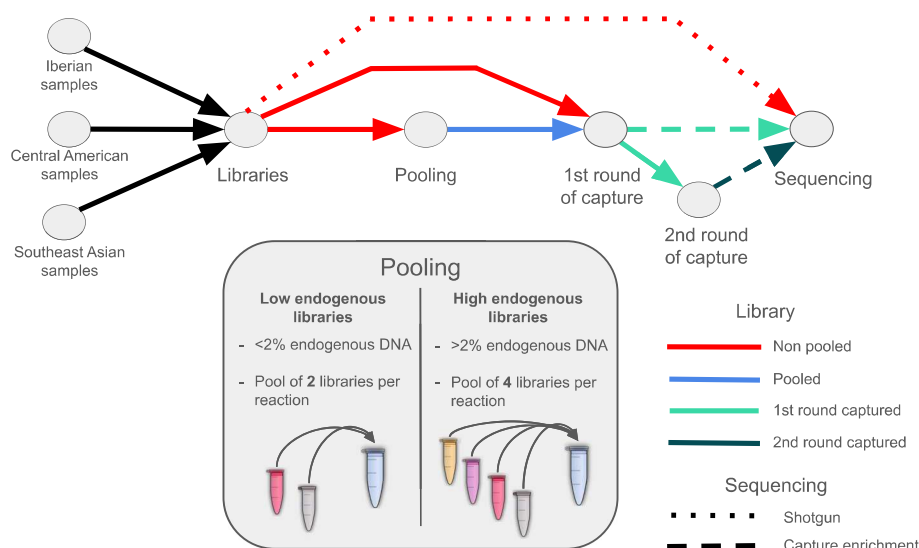 Iberian
samples
Central American
samples
Southeast Asian
samples
Libraries
Pooling
1st round
of capture
2nd round
of capture
Sequencing
Pooling
Low endogenous
libraries
- <2% endogenous DNA
- Pool of 2 libraries per
reaction
High endogenous
libraries
- >2% endogenous DNA
- Pool of 4 libraries per
reaction
Library
Non pooled
Pooled
1st round captured
2nd round captured
Sequencing
Shotgun
Capture enrichment